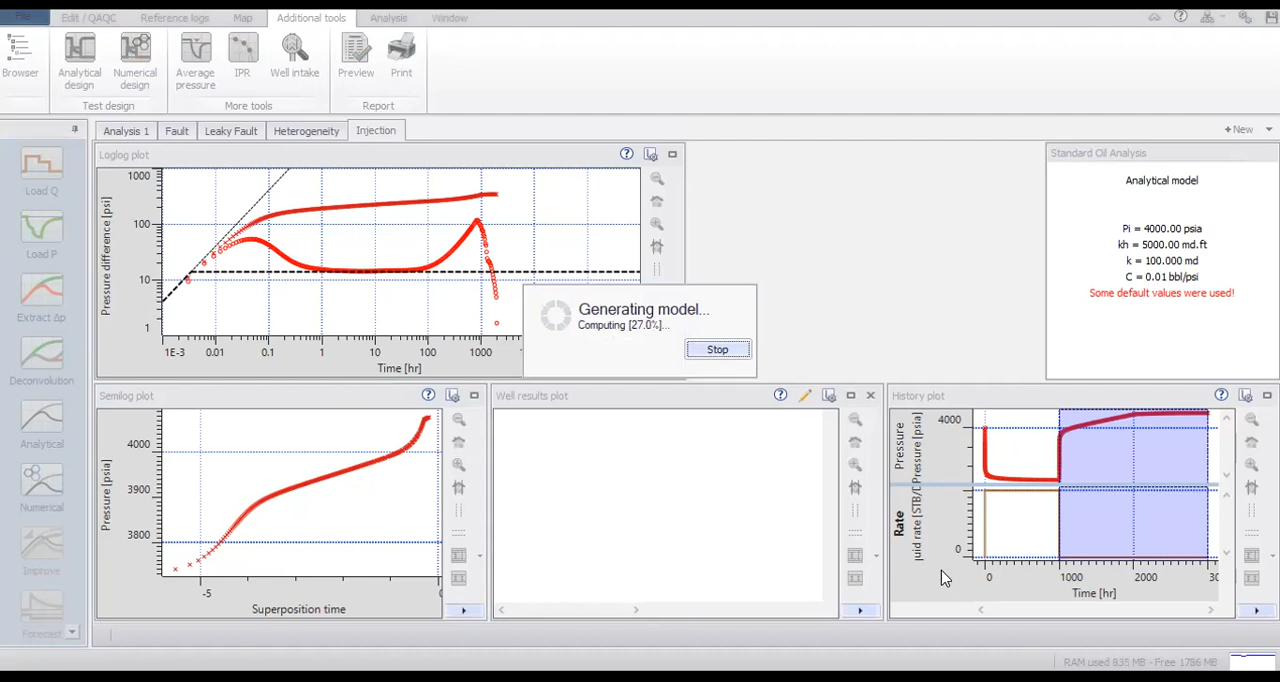 File
Edit / QAQC
Reference logs
Map
Additional tools
Analysis
Window
Browser
Analytical design
Numerical design
Average pressure
IPR
Well intake
Preview
Print
Test design
More tools
Report
Analysis 1
Fault
Leaky Fault
Heterogeneity
Injection
+ New
Load Q
Load P
Extract Δp
Deconvolution
Analytical
Numerical
Improve
Forecast
Loglog plot
Pressure difference [psi]
1000
100
10
1
1E-3
0.01
0.1
1
10
100
1000
Time [hr]
Generating model...
Computing [27.0%]...
Stop
Standard Oil Analysis
Analytical model
Pi = 4000.00 psia
kh = 5000.00 md.ft
k = 100.000 md
C = 0.01 bbl/psi
Some default values were used!
Semilog plot
Pressure [psia]
4000
3900
3800
-5
0
Superposition time
Well results plot
History plot
Pressure
Pressure [psia]
4000
Rate
uid rate [STB/D
0
0
1000
2000
30
Time [hr]
RAM used 835 MB - Free 1786 MB